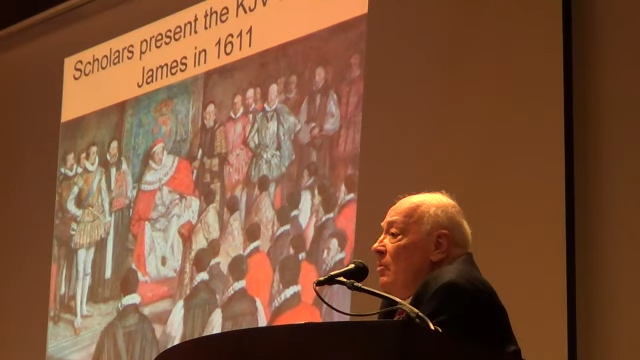 Scholars present the KJV
James in 1611